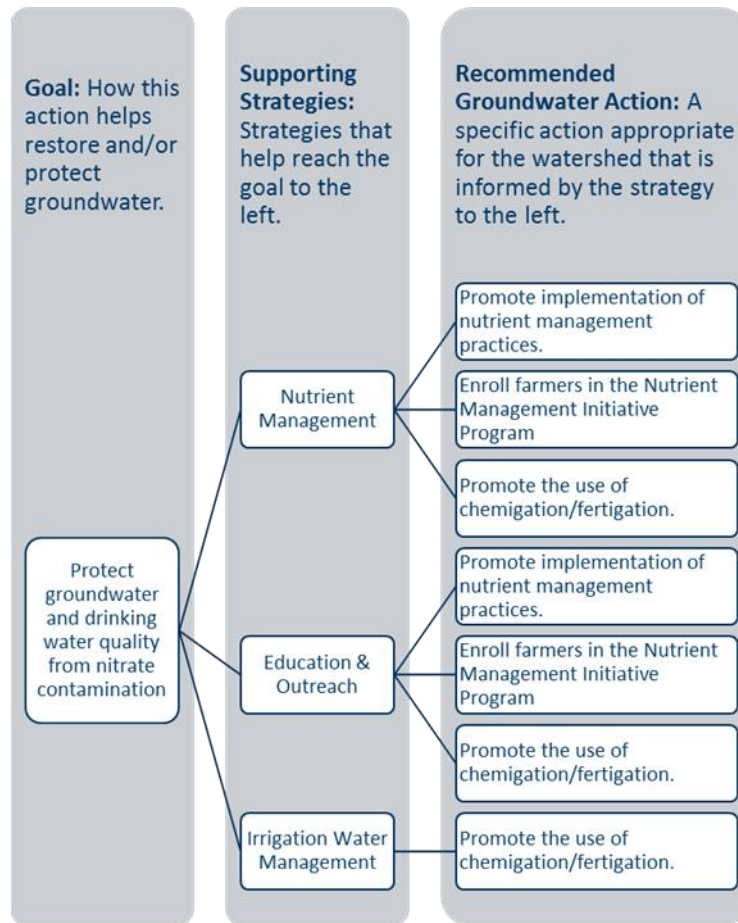 Goal: How this
action helps
restore and/or
protect
groundwater.
Supporting
Strategies:
Strategies that
help reach the
goal to the
left.
Recommended
Groundwater Action: A
specific action appropriate
for the watershed that is
informed by the strategy
to the left.
Protect
groundwater
and drinking
water quality
from nitrate
contamination
Nutrient
Management
Promote implementation of
nutrient management
practices.
Enroll farmers in the Nutrient
Management Initiative
Program
Promote the use of
chemigation/fertigation.
Education &
Outreach
Promote implementation of
nutrient management
practices.
Enroll farmers in the Nutrient
Management Initiative
Program
Promote the use of
chemigation/fertigation.
Irrigation Water
Management
Promote the use of
chemigation/fertigation.